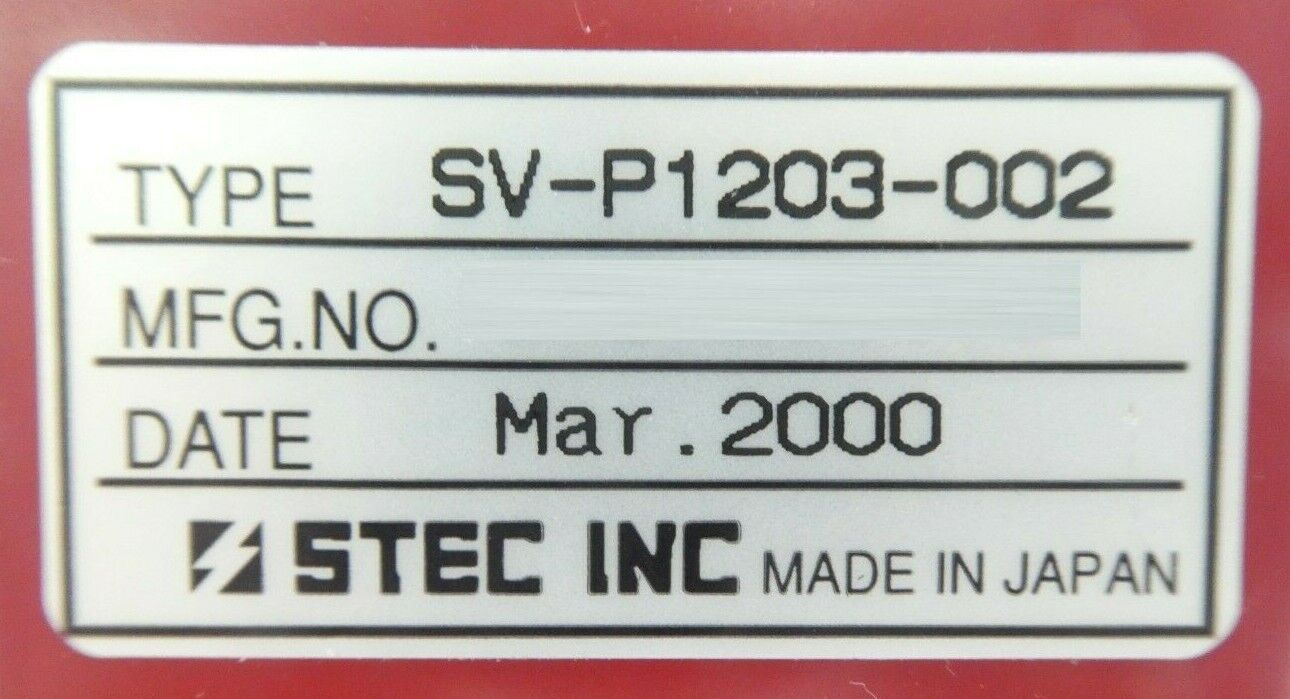 TYPE SV-P1203-002
MFG.NO.
DATE Mar.2000
STEC INC MADE IN JAPAN